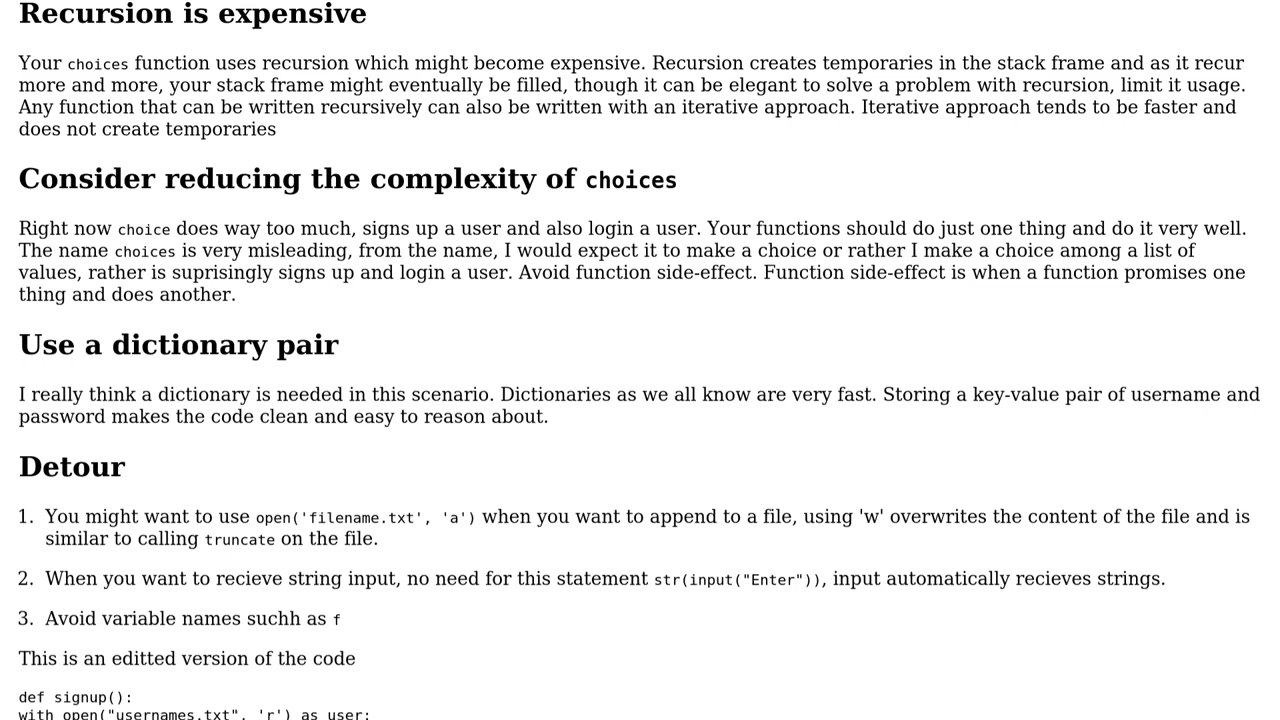 Recursion is expensive
Your choices function uses recursion which might become expensive. Recursion creates temporaries in the stack frame and as it recur
more and more, your stack frame might eventually be filled, though it can be elegant to solve a problem with recursion, limit it usage.
Any function that can be written recursively can also be written with an iterative approach. Iterative approach tends to be faster and
does not create temporaries
Consider reducing the complexity of choices
Right now choice does way too much, signs up a user and also login a user. Your functions should do just one thing and do it very well.
The name choices is very misleading, from the name, I would expect it to make a choice or rather I make a choice among a list of
values, rather is suprisingly signs up and login a user. Avoid function side-effect. Function side-effect is when a function promises one
thing and does another.
Use a dictionary pair
I really think a dictionary is needed in this scenario. Dictionaries as we all know are very fast. Storing a key-value pair of username and
password makes the code clean and easy to reason about.
Detour
1. You might want to use open('filename.txt', 'a') when you want to append to a file, using 'w' overwrites the content of the file and is
similar to calling truncate on the file.
2. When you want to recieve string input, no need for this statement str(input("Enter")), input automatically recieves strings.
3. Avoid variable names suchh as f
This is an editted version of the code
def signup():
with open("usernames.txt", 'r') as user: